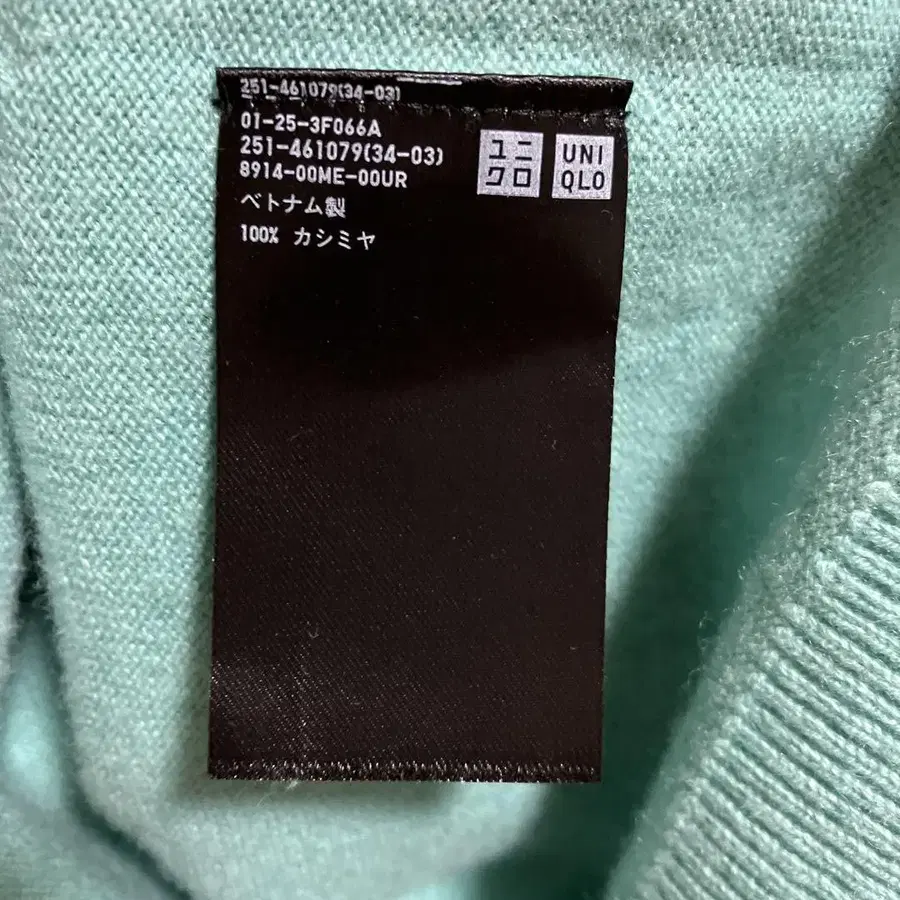 251-461079(34-03)
01-25-3F066A
251-461079(34-03)
8914-00ME-00UR
ベトナム製
100% カシミヤ
ユニ
クロ
UNI
QLO